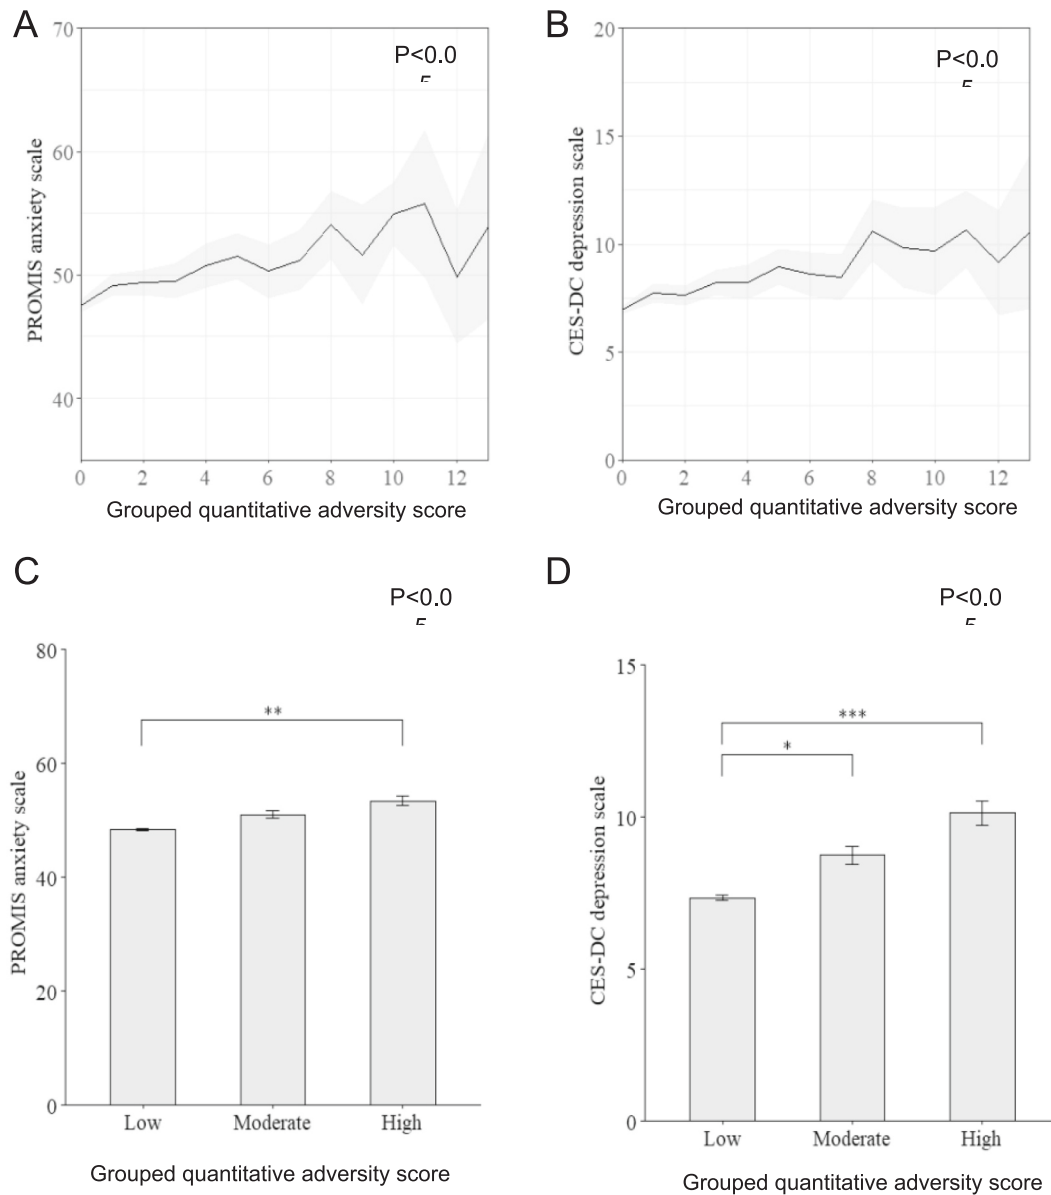 A
B
70
60
50
40
PROMIS anxiety scale
P<0.0
0 2 4 6 8 10 12
Grouped quantitative adversity score
20
15
10
5
0
CES-DC depression scale
P<0.0
0 2 4 6 8 10 12
Grouped quantitative adversity score
C
D
P<0.0
80
60
40
20
0
PROMIS anxiety scale
**
Low Moderate High
Grouped quantitative adversity score
P<0.0
15
10
5
0
CES-DC depression scale
***
*
Low Moderate High
Grouped quantitative adversity score